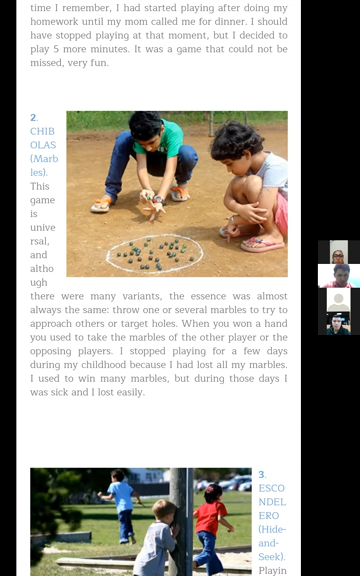 time I remember, I had started playing after doing my
homework until my mom called me for dinner. I should
have stopped playing at that moment, but I decided to
play 5 more minutes. It was a game that could not be
missed, very fun.
2.
CHIB
OLAS
(Marb
les).
This
game
is
unive
rsal,
and
altho
ugh
there were many variants, the essence was almost
always the same: throw one or several marbles to try to
approach others or target holes. When you won a hand
you used to take the marbles of the other player or the
opposing players. I stopped playing for a few days
during my childhood because I had lost all my marbles.
I used to win many marbles, but during those days I
was sick and I lost easily.
3.
ESCO
NDEL
ERO
(Hide-
and-
Seek).
Playin